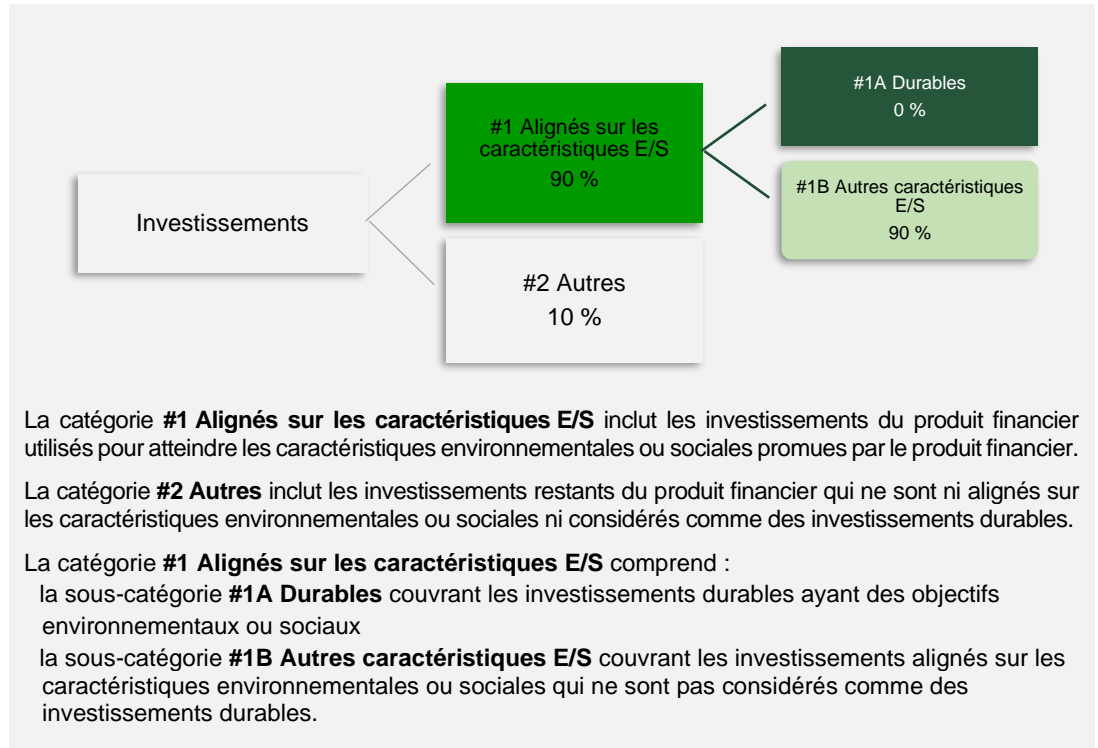 #1A Durables
0 %
#1 Alignés sur les
caractéristiques E/S
90 %
#1B Autres caractéristiques
E/S
90 %
Investissements
#2 Autres
10 %
La catégorie #1 Alignés sur les caractéristiques E/S inclut les investissements du produit financier
utilisés pour atteindre les caractéristiques environnementales ou sociales promues par le produit financier.
La catégorie #2 Autres inclut les investissements restants du produit financier qui ne sont ni alignés sur
les caractéristiques environnementales ou sociales ni considérés comme des investissements durables.
La catégorie #1 Alignés sur les caractéristiques E/S comprend :
la sous-catégorie #1A Durables couvrant les investissements durables ayant des objectifs
environnementaux ou sociaux
la sous-catégorie #1B Autres caractéristiques E/S couvrant les investissements alignés sur les
caractéristiques environnementales ou sociales qui ne sont pas considérés comme des
investissements durables.